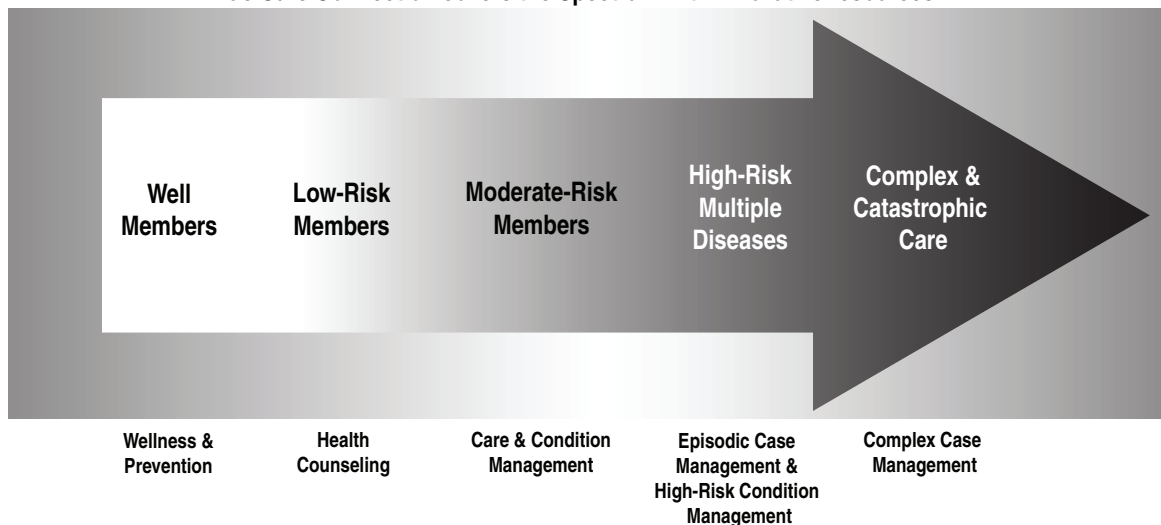 Well
Members
Low-Risk
Members
Moderate-Risk
Members
High-Risk
Multiple
Diseases
Complex &
Catastrophic
Care
Wellness &
Prevention
Health
Counseling
Care & Condition
Management
Episodic Case
Management &
High-Risk Condition
Management
Complex Case
Management